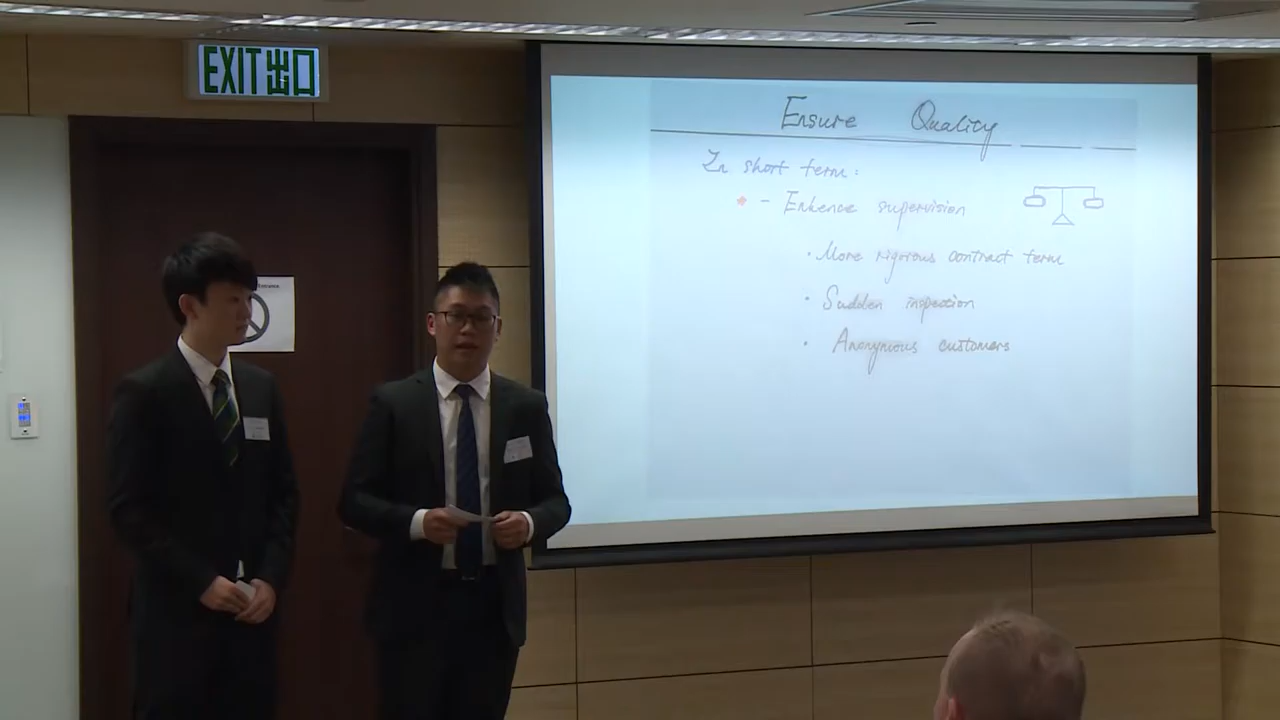 EXIT出口
Ensure Quality
In short term:
- Enhence supervision
· More rigorous contract term
· Sudden inspection
· Anonymous customers